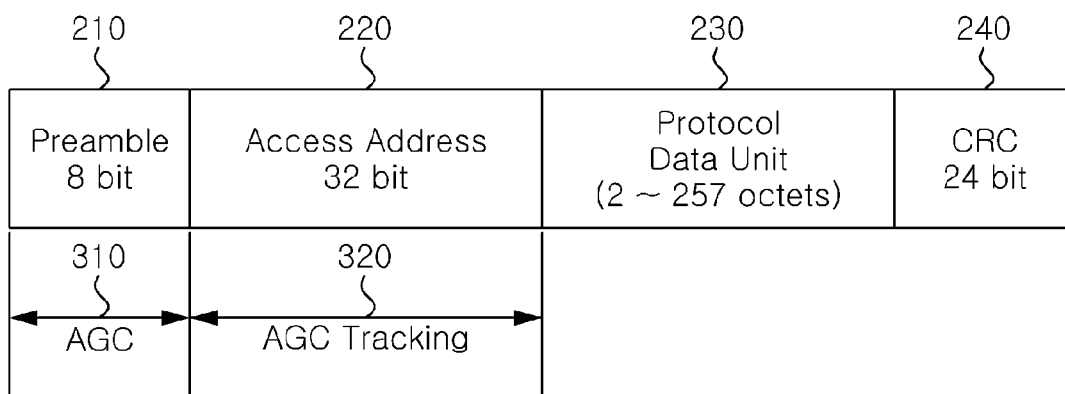 210 220 230 240
Preamble
8 bit
Access Address
32 bit
Protocol
Data Unit
(2 ~ 257 octets)
CRC
24 bit
310 320
AGC
AGC Tracking